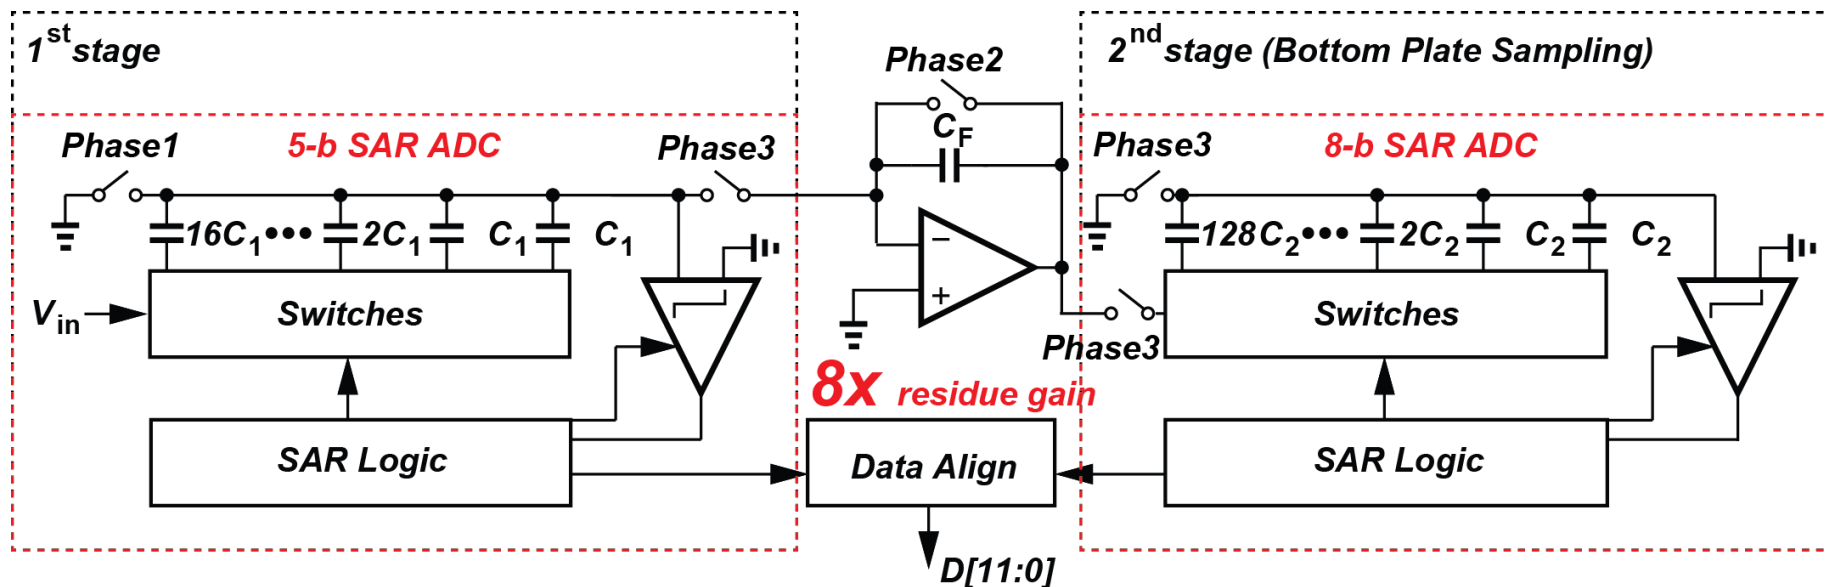 1st stage
Phase1
5-b SAR ADC
Phase3
16C1••• 2C1 C1 C1
Vin
Switches
SAR Logic
Phase2
CF
−
+
8x residue gain
Data Align
D[11:0]
2nd stage (Bottom Plate Sampling)
Phase3
8-b SAR ADC
128C2••• 2C2 C2 C2
Phase3
Switches
SAR Logic